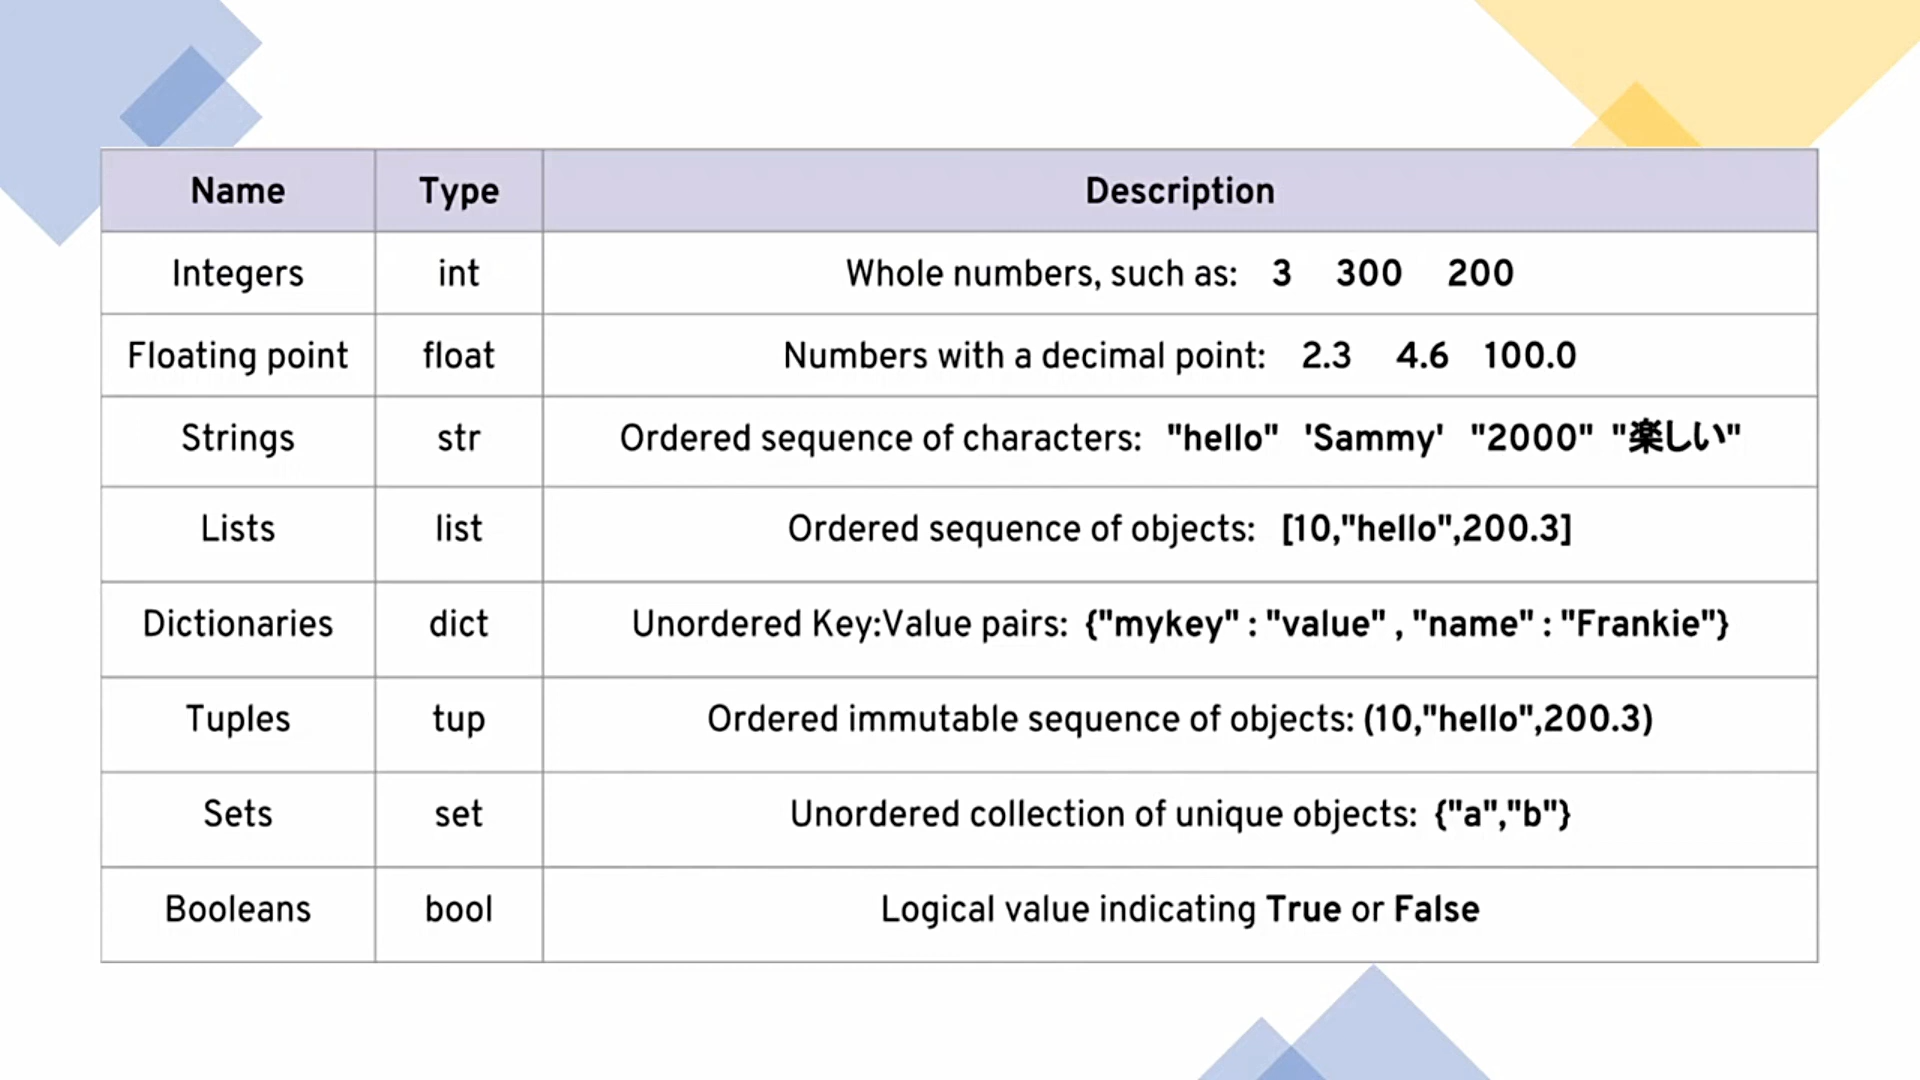 Name Type Description
Integers int Whole numbers, such as: 3 300 200
Floating point float Numbers with a decimal point: 2.3 4.6 100.0
Strings str Ordered sequence of characters: "hello" 'Sammy' "2000" "楽しい"
Lists list Ordered sequence of objects: [10,"hello",200.3]
Dictionaries dict Unordered Key:Value pairs: {"mykey" : "value" , "name" : "Frankie"}
Tuples tup Ordered immutable sequence of objects: (10,"hello",200.3)
Sets set Unordered collection of unique objects: {"a","b"}
Booleans bool Logical value indicating True or False